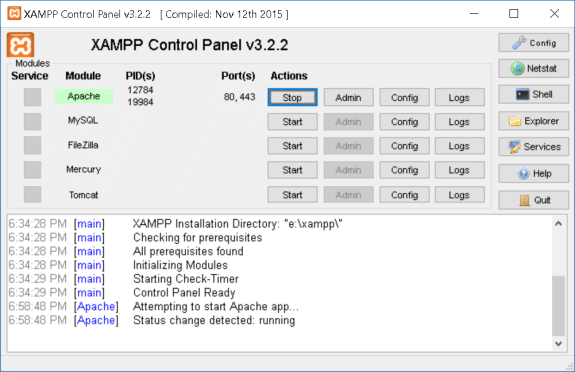 XAMPP Control Panel v3.2.2 [ Compiled: Nov 12th 2015 ]
XAMPP Control Panel v3.2.2
Config
Modules
Service Module PID(s) Port(s) Actions
Netstat
Apache 12784 19984 80, 443 Stop Admin Config Logs
Shell
MySQL Start Admin Config Logs
Explorer
FileZilla Start Admin Config Logs
Services
Mercury Start Admin Config Logs
Help
Tomcat Start Admin Config Logs
Quit
6:34:28 PM [main] XAMPP Installation Directory: "e:\xampp\"
6:34:28 PM [main] Checking for prerequisites
6:34:28 PM [main] All prerequisites found
6:34:28 PM [main] Initializing Modules
6:34:29 PM [main] Starting Check-Timer
6:34:29 PM [main] Control Panel Ready
6:58:48 PM [Apache] Attempting to start Apache app...
6:58:48 PM [Apache] Status change detected: running